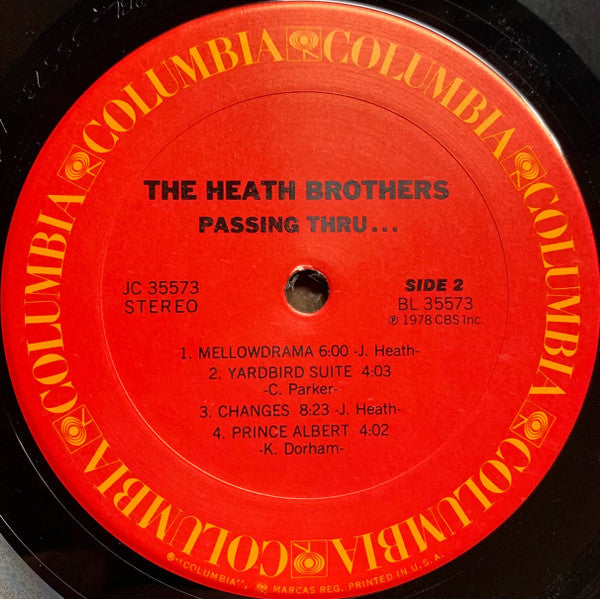 COLUMBIA COLUMBIA COLUMBIA COLUMBIA COLUMBIA COLUMBIA
THE HEATH BROTHERS
PASSING THRU...
JC 35573
STEREO
SIDE 2
BL 35573
℗ 1978 CBS Inc.
1. MELLOWDRAMA 6:00 -J. Heath-
2. YARDBIRD SUITE 4:03
-C. Parker-
3. CHANGES 8:23 -J. Heath-
4. PRINCE ALBERT 4:02
-K. Dorham-
® "COLUMBIA", MARCAS REG. PRINTED IN U.S.A.